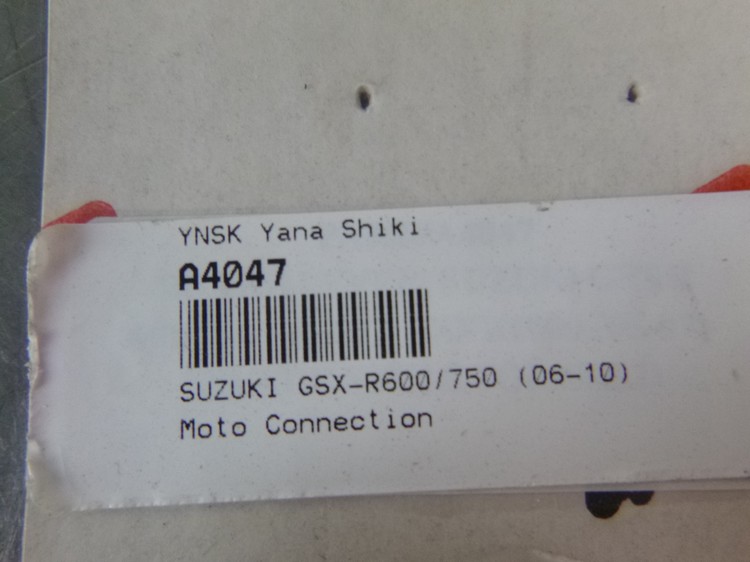 YNSK Yana Shiki
A4047
SUZUKI GSX-R600/750 (06-10)
Moto Connection